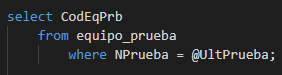 select CodEqPrb
from equipo_prueba
where NPrueba = @UltPrueba;